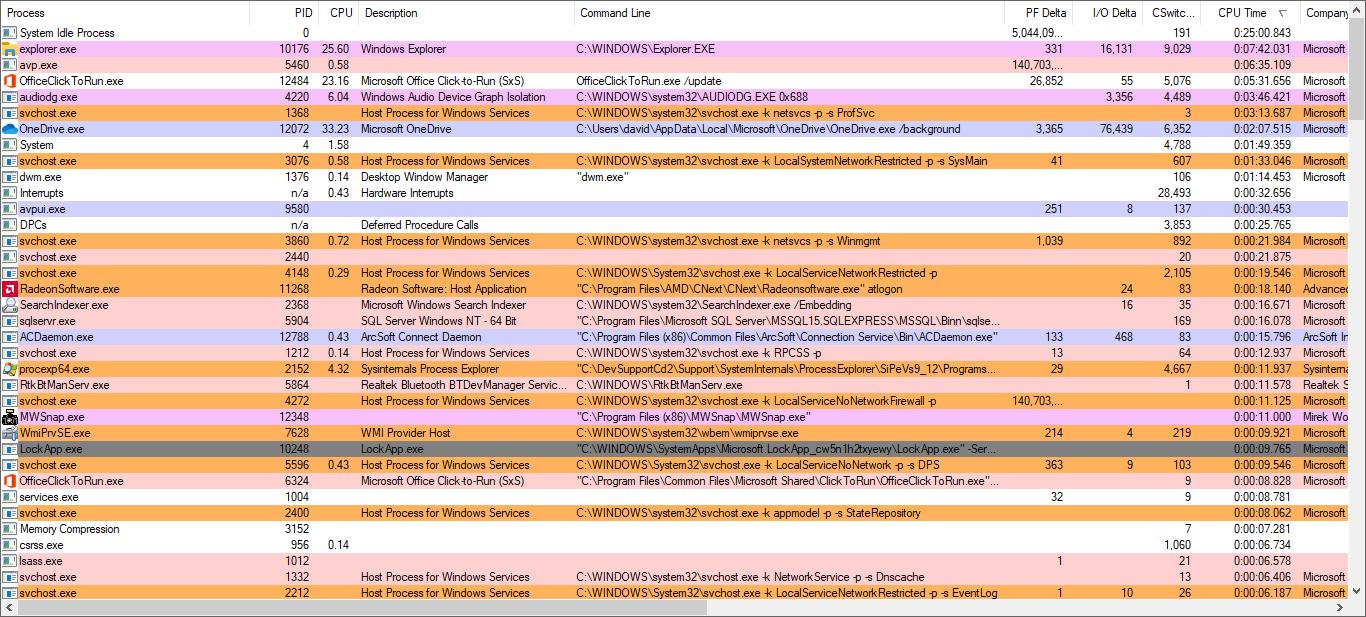 Process PID CPU Description Command Line PF Delta I/O Delta CSwitc... CPU Time Company
System Idle Process 0 5,044,09... 191 0:25:00.843
explorer.exe 10176 25.60 Windows Explorer C:\WINDOWS\Explorer.EXE 331 16,131 9,029 0:07:42.031 Microsoft
avp.exe 5460 0.58 140,703,... 0:06:35.109
OfficeClickToRun.exe 12484 23.16 Microsoft Office Click-to-Run (SxS) OfficeClickToRun.exe /update 26,852 55 5,076 0:05:31.656 Microsoft
audiodg.exe 4220 6.04 Windows Audio Device Graph Isolation C:\WINDOWS\system32\AUDIODG.EXE 0x688 3,356 4,489 0:03:46.421 Microsoft
svchost.exe 1368 Host Process for Windows Services C:\WINDOWS\system32\svchost.exe -k netsvcs -p -s ProfSvc 3 0:03:13.687 Microsoft
OneDrive.exe 12072 33.23 Microsoft OneDrive C:\Users\david\AppData\Local\Microsoft\OneDrive\OneDrive.exe /background 3,365 76,439 6,352 0:02:07.515 Microsoft
System 4 1.58 4,788 0:01:49.359
svchost.exe 3076 0.58 Host Process for Windows Services C:\WINDOWS\system32\svchost.exe -k LocalSystemNetworkRestricted -p -s SysMain 41 607 0:01:33.046 Microsoft
dwm.exe 1376 0.14 Desktop Window Manager "dwm.exe" 106 0:01:14.453 Microsoft
Interrupts n/a 0.43 Hardware Interrupts 28,493 0:00:32.656
avpui.exe 9580 251 8 137 0:00:30.453
DPCs n/a Deferred Procedure Calls 3,853 0:00:25.765
svchost.exe 3860 0.72 Host Process for Windows Services C:\WINDOWS\system32\svchost.exe -k netsvcs -p -s Winmgmt 1,039 892 0:00:21.984 Microsoft
svchost.exe 2440 20 0:00:21.875
svchost.exe 4148 0.29 Host Process for Windows Services C:\WINDOWS\System32\svchost.exe -k LocalServiceNetworkRestricted -p 2,105 0:00:19.546 Microsoft
RadeonSoftware.exe 11268 Radeon Software: Host Application "C:\Program Files\AMD\CNext\CNext\Radeonsoftware.exe" atlogon 24 83 0:00:18.140 Advanced
SearchIndexer.exe 2368 Microsoft Windows Search Indexer C:\WINDOWS\system32\SearchIndexer.exe /Embedding 16 35 0:00:16.671 Microsoft
sqlservr.exe 5904 SQL Server Windows NT - 64 Bit "C:\Program Files\Microsoft SQL Server\MSSQL15.SQLEXPRESS\MSSQL\Binn\sqlse... 169 0:00:16.078 Microsoft
ACDaemon.exe 12788 0.43 ArcSoft Connect Daemon "C:\Program Files (x86)\Common Files\ArcSoft\Connection Service\Bin\ACDaemon.exe" 133 468 83 0:00:15.796 ArcSoft In
svchost.exe 1212 0.14 Host Process for Windows Services C:\WINDOWS\system32\svchost.exe -k RPCSS -p 13 64 0:00:12.937 Microsoft
procexp64.exe 2152 4.32 Sysinternals Process Explorer "C:\DevSupportCd2\Support\SystemInternals\ProcessExplorer\SiPeVs9_12\Programs... 29 4,667 0:00:11.937 Sysintern
RtkBtManServ.exe 5864 Realtek Bluetooth BTDevManager Servic... C:\WINDOWS\RtkBtManServ.exe 1 0:00:11.578 Realtek S
svchost.exe 4272 Host Process for Windows Services C:\WINDOWS\system32\svchost.exe -k LocalServiceNoNetworkFirewall -p 140,703,... 0:00:11.125 Microsoft
MWSnap.exe 12348 "C:\Program Files (x86)\MWSnap\MWSnap.exe" 0:00:11.000 Mirek Wo
WmiPrvSE.exe 7628 WMI Provider Host C:\WINDOWS\system32\wbem\wmiprvse.exe 214 4 219 0:00:09.921 Microsoft
LockApp.exe 10248 LockApp.exe "C:\WINDOWS\SystemApps\Microsoft.LockApp_cw5n1h2txyewy\LockApp.exe" -Ser... 0:00:09.765 Microsoft
svchost.exe 5596 0.43 Host Process for Windows Services C:\WINDOWS\System32\svchost.exe -k LocalServiceNoNetwork -p -s DPS 363 9 103 0:00:09.546 Microsoft
OfficeClickToRun.exe 6324 Microsoft Office Click-to-Run (SxS) "C:\Program Files\Common Files\Microsoft Shared\ClickToRun\OfficeClickToRun.exe"... 9 0:00:08.828 Microsoft
services.exe 1004 32 9 0:00:08.781
svchost.exe 2400 Host Process for Windows Services C:\WINDOWS\system32\svchost.exe -k appmodel -p -s StateRepository 0:00:08.062 Microsoft
Memory Compression 3152 7 0:00:07.281
csrss.exe 956 0.14 1,060 0:00:06.734
lsass.exe 1012 1 21 0:00:06.578
svchost.exe 1332 Host Process for Windows Services C:\WINDOWS\system32\svchost.exe -k NetworkService -p -s Dnscache 13 0:00:06.406 Microsoft
svchost.exe 2212 Host Process for Windows Services C:\WINDOWS\System32\svchost.exe -k LocalServiceNetworkRestricted -p -s EventLog 1 10 26 0:00:06.187 Microsoft